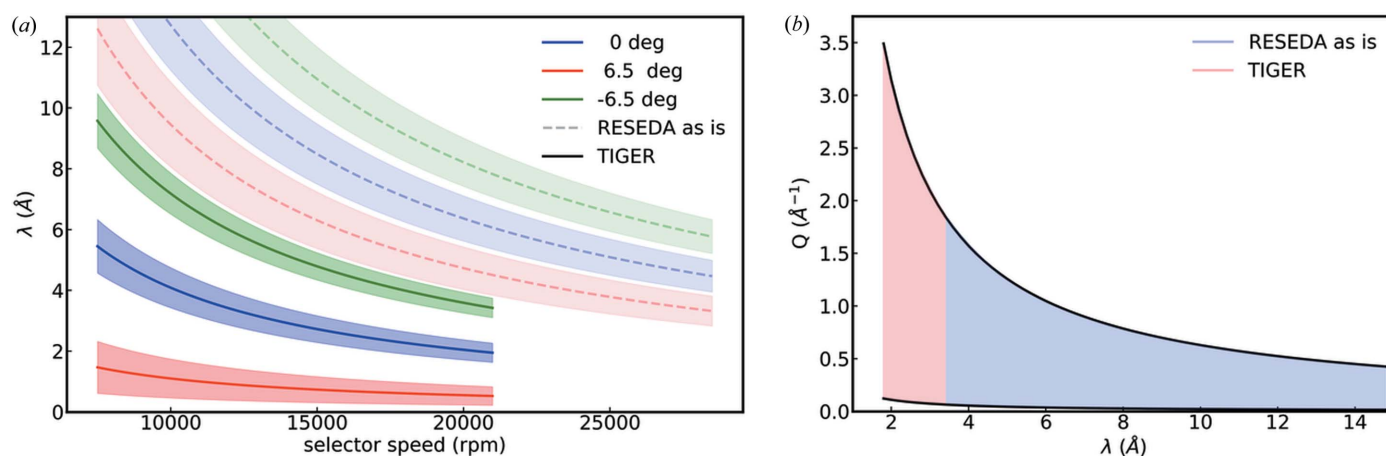 (a)
12
10
8
6
4
2
0
λ (Å)
0 deg
6.5 deg
-6.5 deg
RESEDA as is
TIGER
10000 15000 20000 25000
selector speed (rpm)
(b)
3.5
3.0
2.5
2.0
1.5
1.0
0.5
0.0
Q (Å⁻¹)
RESEDA as is
TIGER
2 4 6 8 10 12 14
λ (Å)